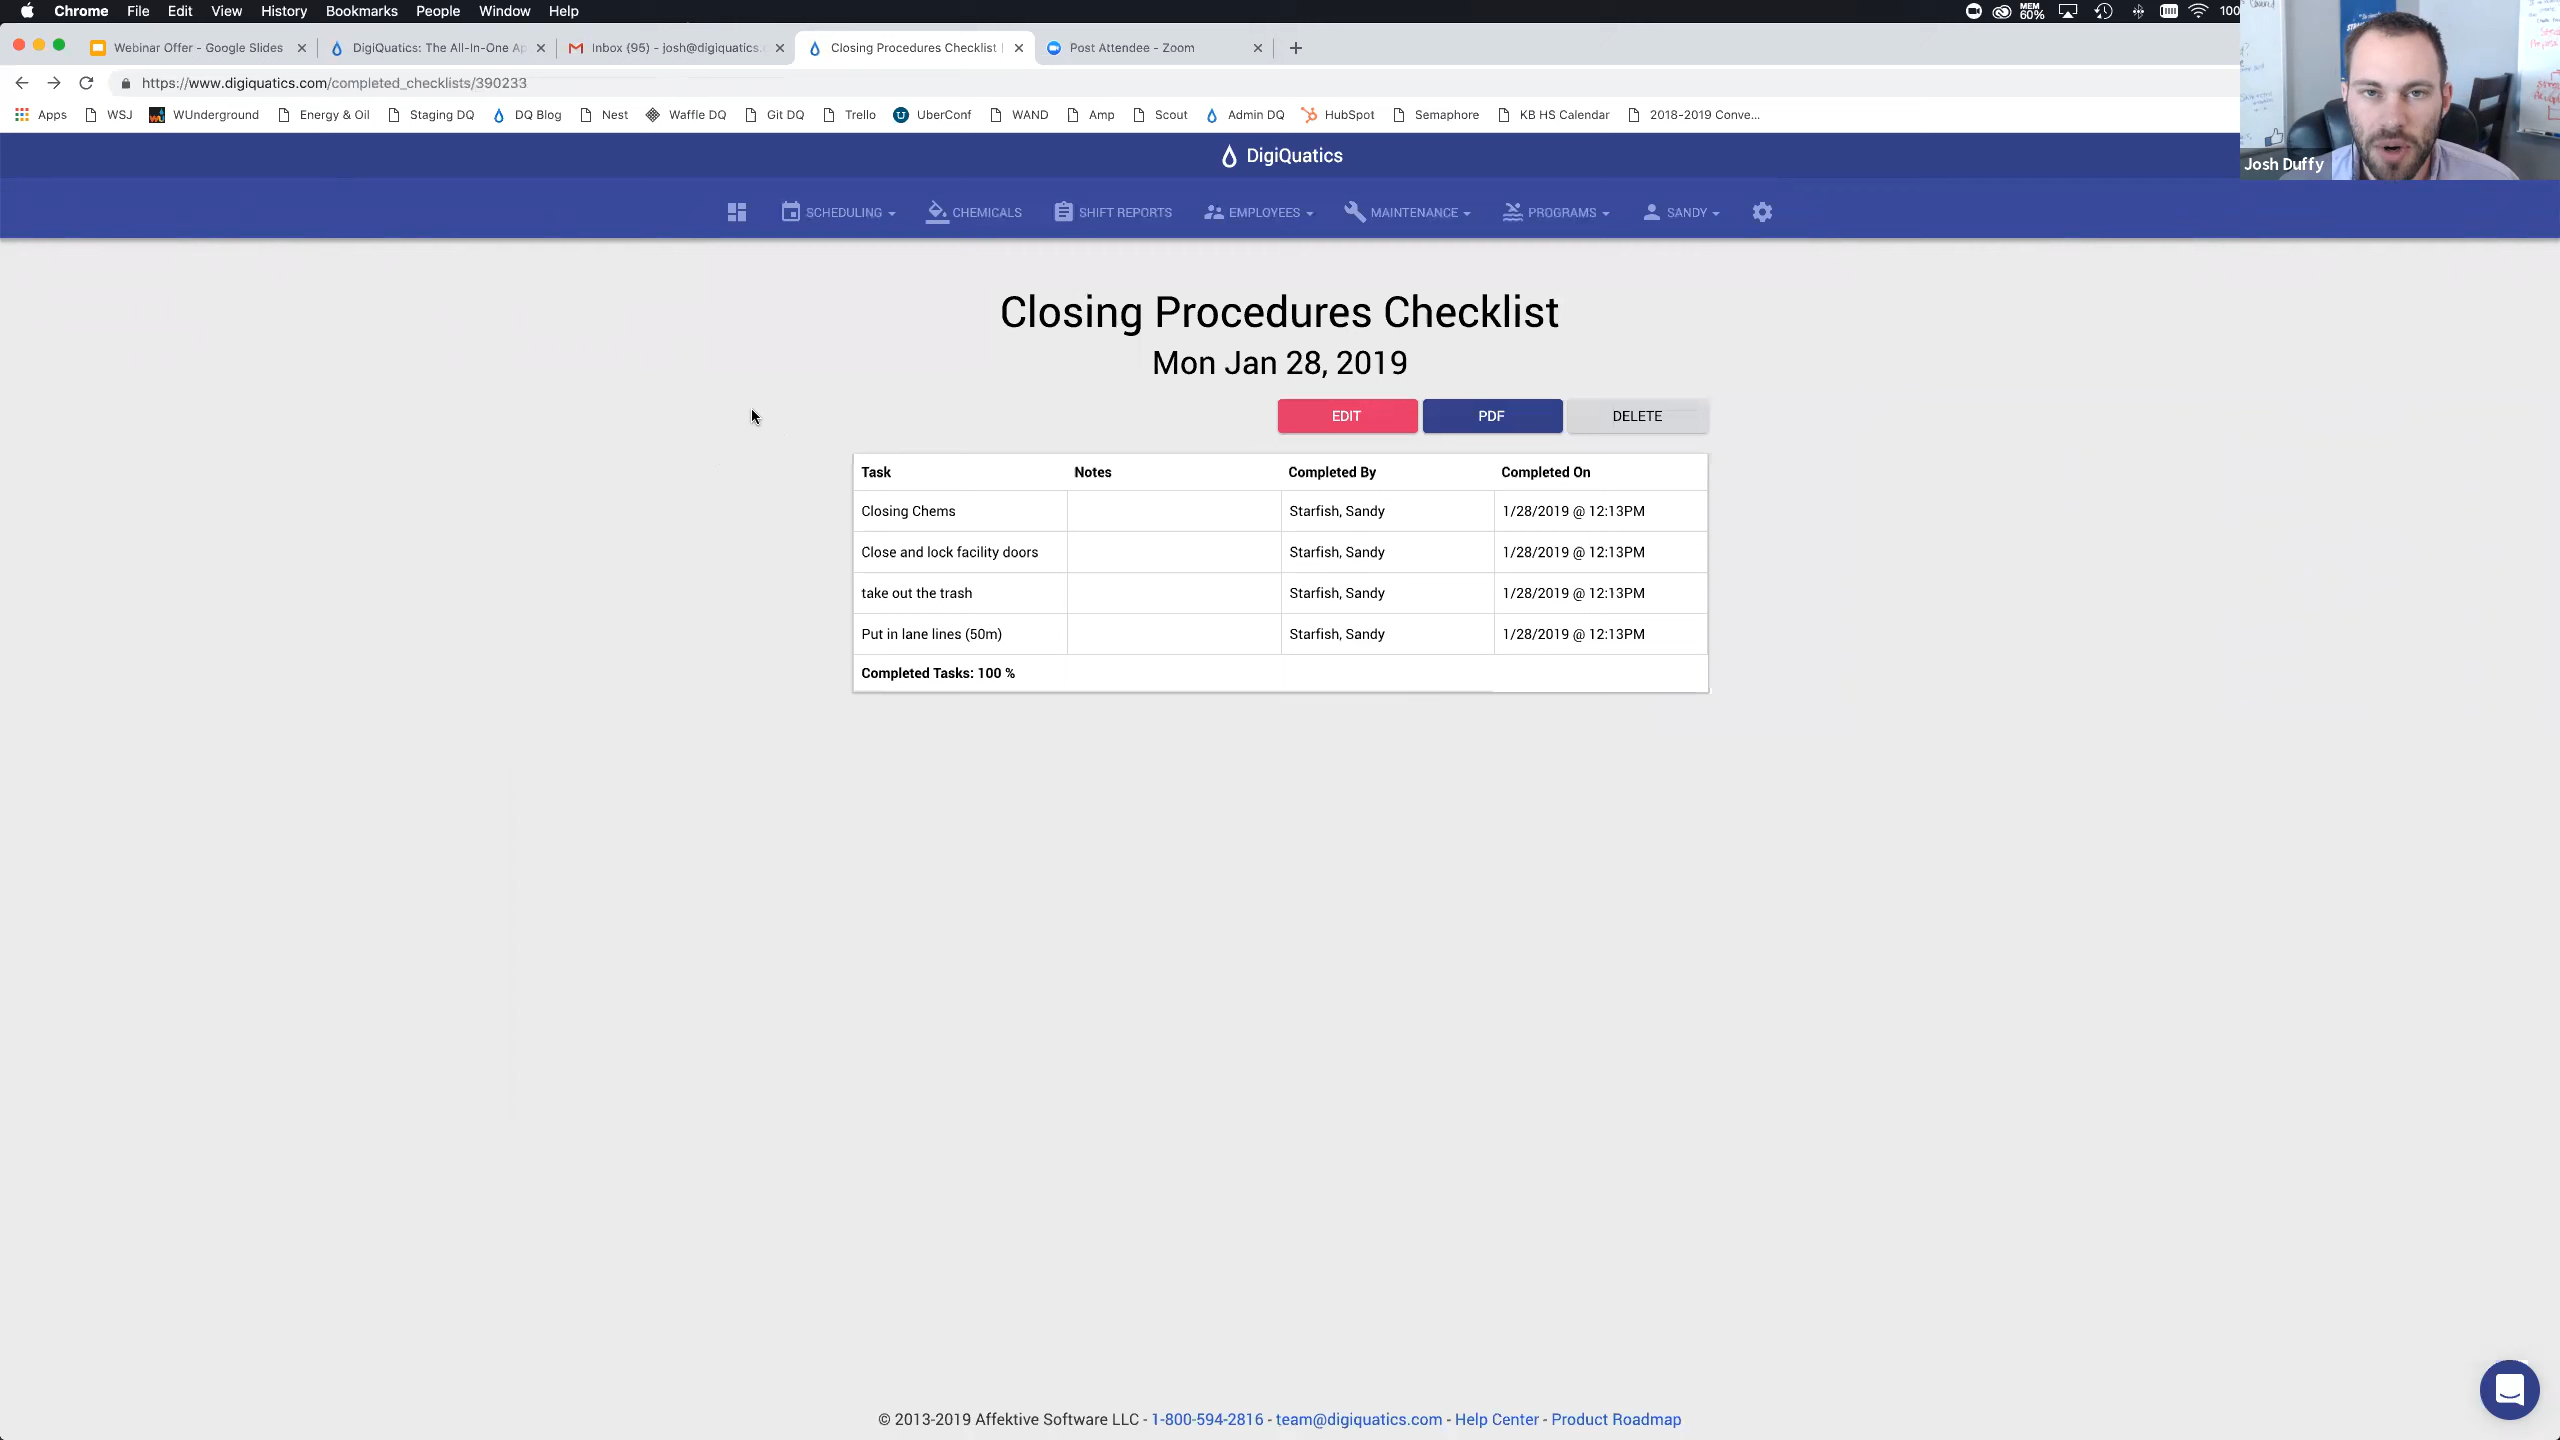 Chrome File Edit View History Bookmarks People Window Help MEM 60% 100
Webinar Offer - Google Slides DigiQuatics: The All-In-One Ap Inbox (95) - josh@digiquatics. Closing Procedures Checklist | Post Attendee - Zoom
https://www.digiquatics.com/completed_checklists/390233
Apps WSJ WUnderground Energy & Oil Staging DQ DQ Blog Nest Waffle DQ Git DQ Trello UberConf WAND Amp Scout Admin DQ HubSpot Semaphore KB HS Calendar 2018-2019 Conve...
DigiQuatics
Josh Duffy
SCHEDULING CHEMICALS SHIFT REPORTS EMPLOYEES MAINTENANCE PROGRAMS SANDY
Closing Procedures Checklist
Mon Jan 28, 2019
EDIT PDF DELETE
Task Notes Completed By Completed On
Closing Chems Starfish, Sandy 1/28/2019 @ 12:13PM
Close and lock facility doors Starfish, Sandy 1/28/2019 @ 12:13PM
take out the trash Starfish, Sandy 1/28/2019 @ 12:13PM
Put in lane lines (50m) Starfish, Sandy 1/28/2019 @ 12:13PM
Completed Tasks: 100 %
© 2013-2019 Affektive Software LLC - 1-800-594-2816 - team@digiquatics.com - Help Center - Product Roadmap